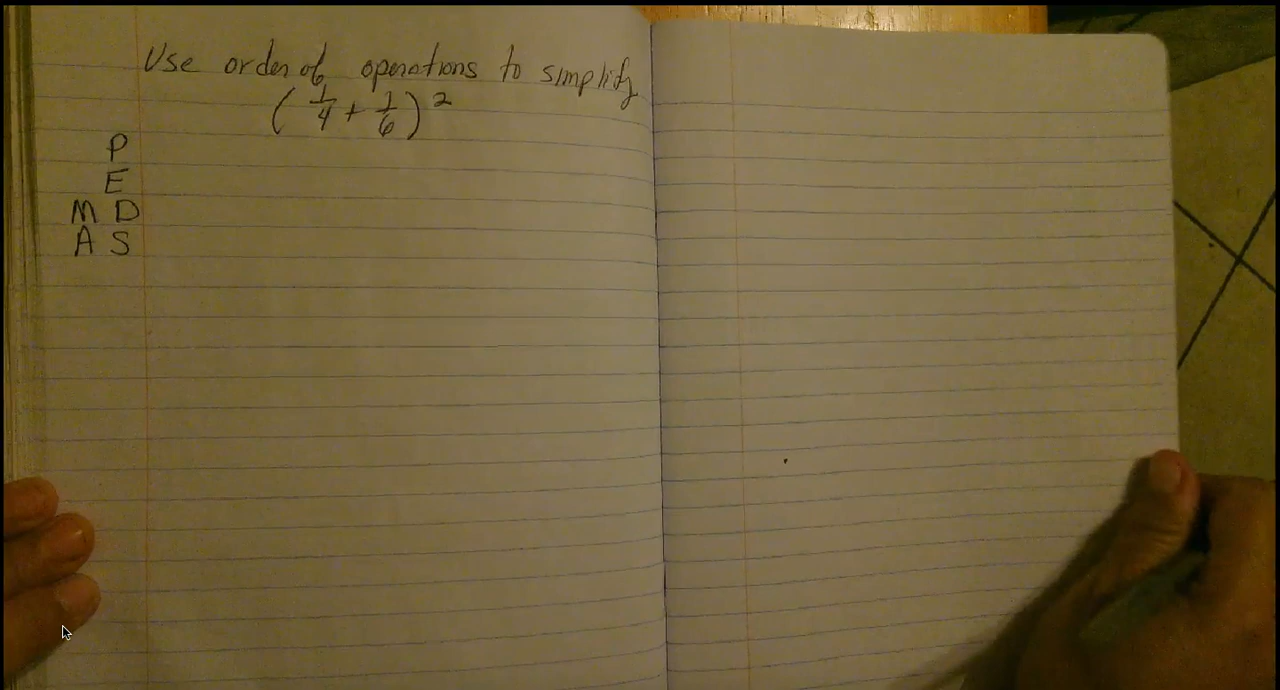 Use order of operations to simplify
(1/4 + 1/6)²
P
E
M D
A S